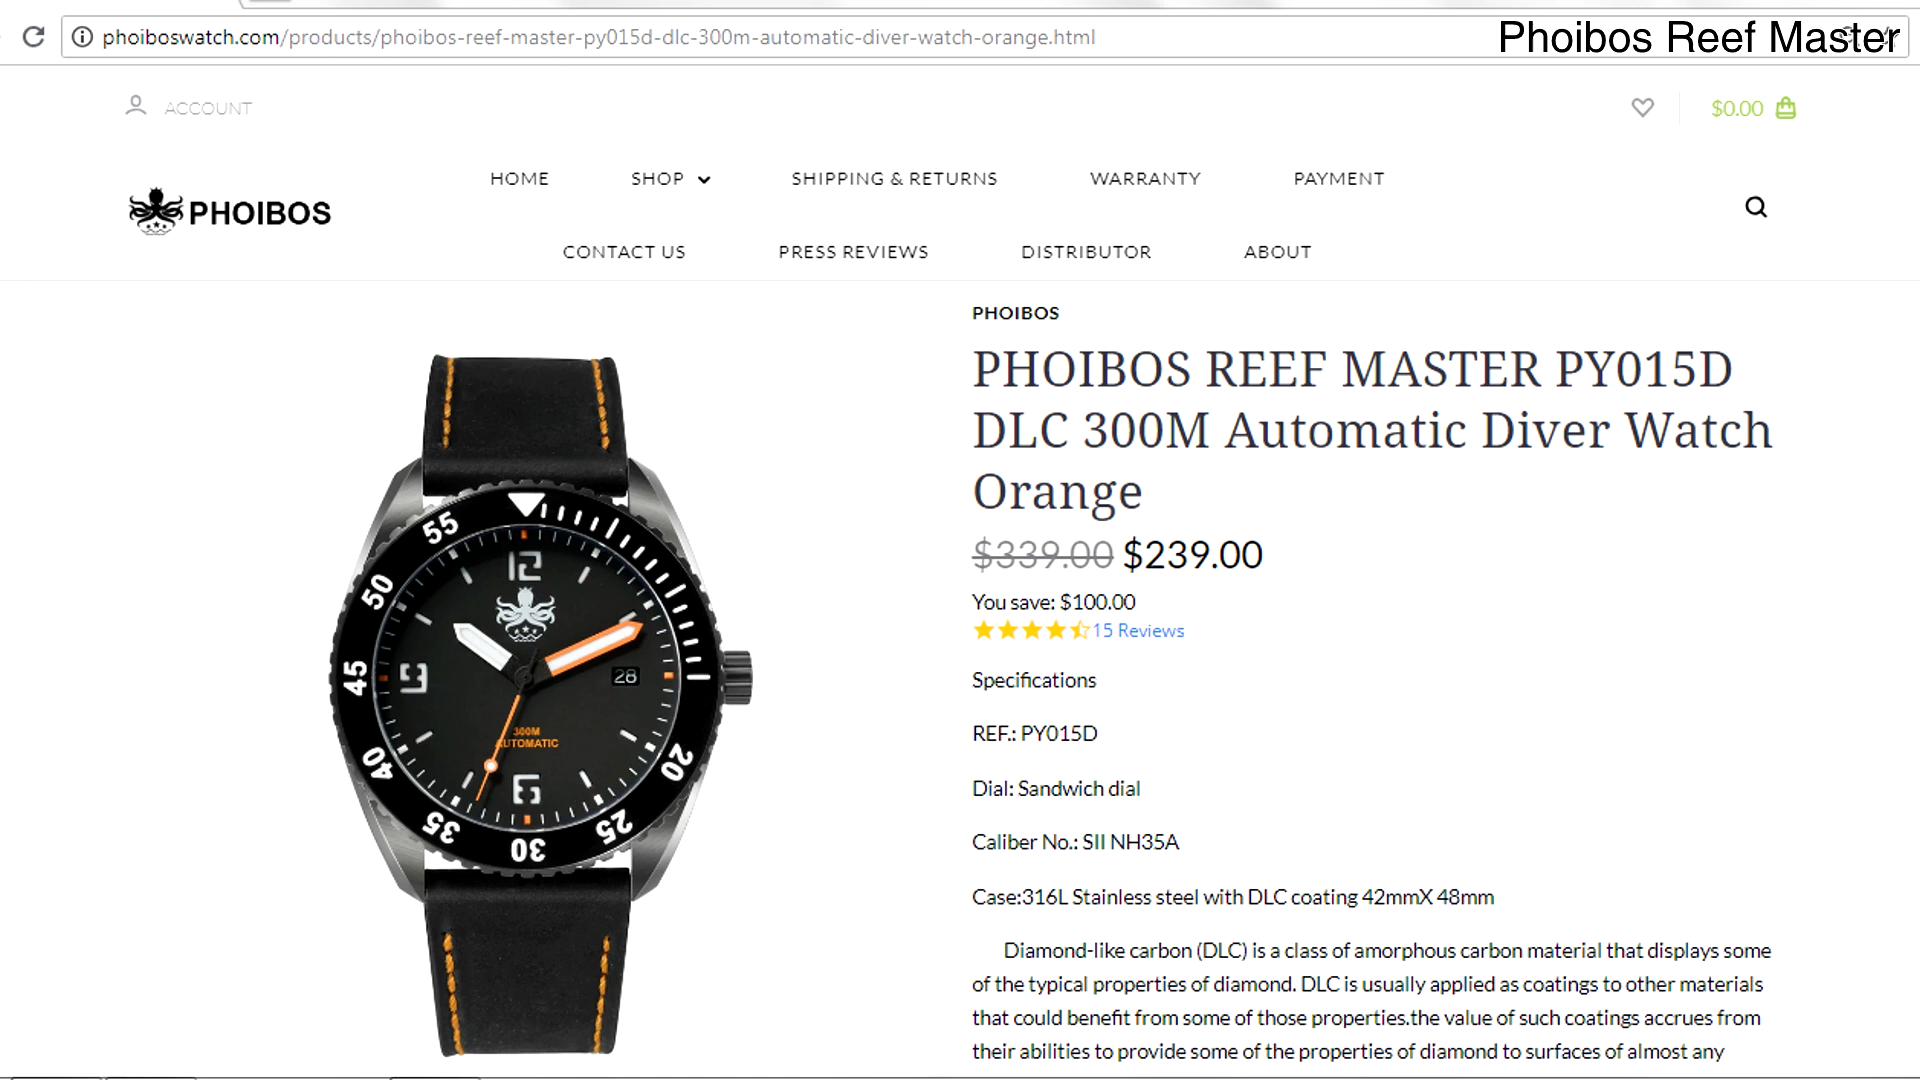 phoiboswatch.com/products/phoibos-reef-master-py015d-dlc-300m-automatic-diver-watch-orange.html
Phoibos Reef Master
ACCOUNT
$0.00
HOME
SHOP
SHIPPING & RETURNS
WARRANTY
PAYMENT
PHOIBOS
CONTACT US
PRESS REVIEWS
DISTRIBUTOR
ABOUT
55
50
45
40
35
30
25
20
12
9
6
28
300M
AUTOMATIC
PHOIBOS
PHOIBOS REEF MASTER PY015D
DLC 300M Automatic Diver Watch
Orange
$339.00 $239.00
You save: $100.00
15 Reviews
Specifications
REF.: PY015D
Dial: Sandwich dial
Caliber No.: SII NH35A
Case:316L Stainless steel with DLC coating 42mmX 48mm
Diamond-like carbon (DLC) is a class of amorphous carbon material that displays some
of the typical properties of diamond. DLC is usually applied as coatings to other materials
that could benefit from some of those properties.the value of such coatings accrues from
their abilities to provide some of the properties of diamond to surfaces of almost any